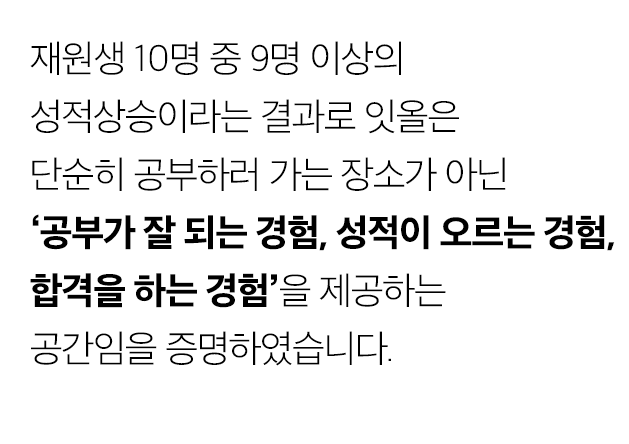 재원생 10명 중 9명 이상의
성적상승이라는 결과로 잇올은
단순히 공부하러 가는 장소가 아닌
‘공부가 잘 되는 경험, 성적이 오르는 경험,
합격을 하는 경험’을 제공하는
공간임을 증명하였습니다.